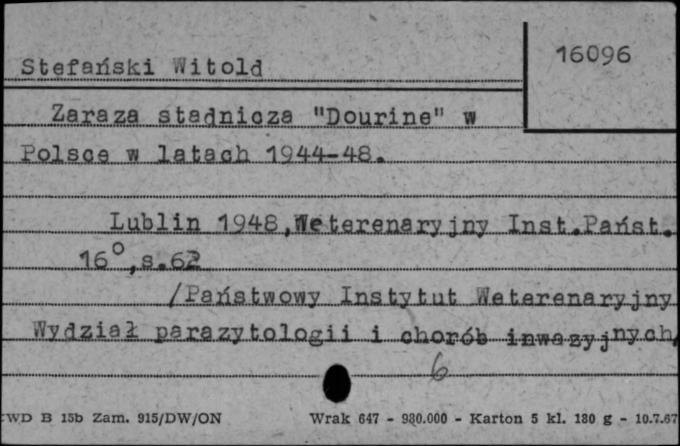 16096
Stefański Witold
Zaraza stadnicza "Dourine" w
Polsce w latach 1944-48.
Lublin 1948, Weterenaryjny Inst.Państ.
16°,s.62
/Państwowy Instytut Weterenaryjny
Wydział parazytologii i chorób inwazyjnych/
6
WD B 15b Zam. 915/DW/ON Wrak 647 - 980.000 - Karton 5 kl. 180 g - 10.7.67